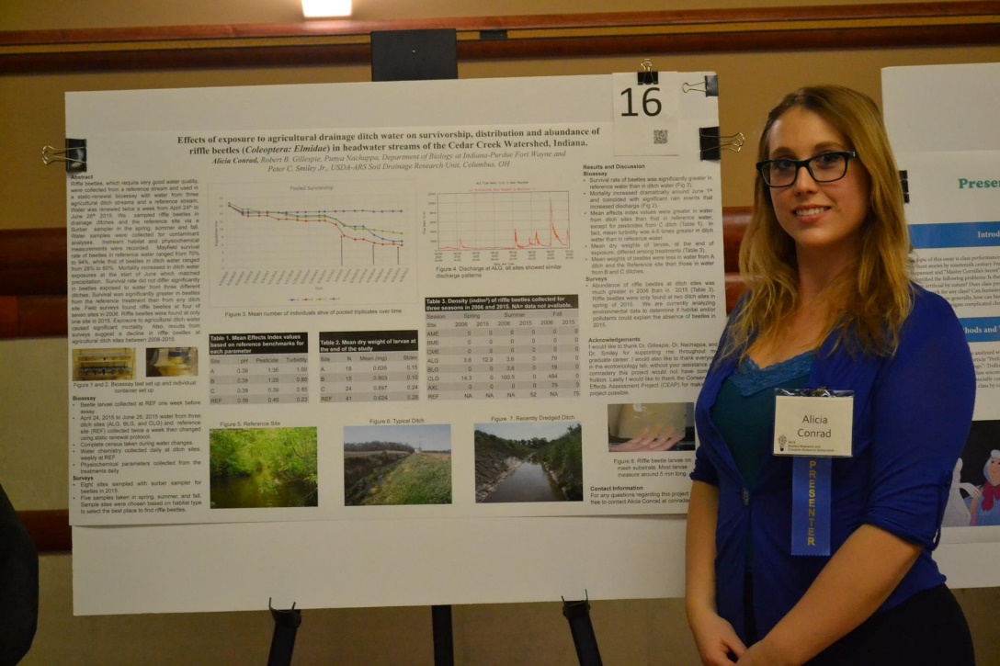 16
Effects of exposure to agricultural drainage ditch water on survivorship, distribution and abundance of
riffle beetles (Coleoptera: Elmidae) in headwater streams of the Cedar Creek Watershed, Indiana.
Alicia Conrad, Robert B. Gillespie, Punya Nachappa, Department of Biology at Indiana-Purdue Fort Wayne and
Peter C. Smiley Jr., USDA-ARS Soil Drainage Research Unit, Columbus, OH
Abstract
Riffle beetles, which require very good water quality,
were collected from a reference stream and used in
a static-renewal bioassay with water from three
agricultural ditch streams and a reference stream.
Water was renewed twice a week from April 24th to
June 26th 2015. We sampled riffle beetles in
drainage ditches and the reference site via a
Surber sampler in the spring, summer, and fall.
Water samples were collected for contaminant
analyses. Instream habitat and physiochemical
measurements were recorded. Mayfield survival
rate of beetles in reference water ranged from 70%
to 94%, while that of beetles in ditch water ranged
from 28% to 60%. Mortality increased in ditch water
exposures at the start of June which matched
precipitation. Survival rate did not differ significantly
in beetles exposed to water from three different
ditches. Survival was significantly greater in beetles
from the reference treatment than from any ditch
site. Field surveys found riffle beetles at four of
seven sites in 2006. Riffle beetles were found at only
one site in 2015. Exposure to agricultural ditch water
caused significant mortality. Also, results from
surveys suggest a decline in riffle beetles at
agricultural ditch sites between 2006-2015.
Figure 1 and 2. Bioassay test set up and individual
container set up
Bioassay
• Beetle larvae collected at REF one week before
assay
• April 24, 2015 to June 26, 2015 water from three
ditch sites (ALG, BLG, and CLG) and reference
site (REF) collected twice a week then changed
using static renewal protocol.
• Complete census taken during water changes.
• Water chemistry collected daily at ditch sites,
weekly at REF
• Physiochemical parameters collected from the
treatments daily
Surveys
• Eight sites sampled with surber sampler for
beetles in 2015.
• Five samples taken in spring, summer, and fall.
Sample sites were chosen based on habitat type
to select the best place to find riffle beetles.
Pooled Survivorship
Figure 3. Mean number of individuals alive of pooled triplicates over time
Figure 4. Discharge at ALG, all sites showed similar
discharge patterns
Table 1. Mean Effects Index values
based on reference benchmarks for
each parameter
Site pH Pesticide Turbidity
A 0.38 1.36 1.00
B 0.39 1.28 0.80
C 0.39 0.39 0.65
REF 0.38 0.46 0.23
Table 2. Mean dry weight of larvae at
the end of the study
Site N Mean (mg) Stdev
A 18 0.635 0.15
B 18 0.803 0.10
C 24 0.897 0.24
REF 41 0.624 0.28
Table 3. Density (indinv/) of riffle beetles collected for
three seasons in 2006 and 2015. NA= data not available.
Season Spring Summer Fall
Site 2006 2015 2006 2015 2006 2015
AME 0 0 0 0 0 0
BME 0 0 0 0 0 0
CME 0 0 0 0 0 0
ALG 3.6 12.9 3.6 5 79 0
BLG 0 0 3.6 0 18 0
CLG 14.3 0 100.5 0 484 0
AXL 0 0 0 0 79 0
REF NA NA NA 52 NA 75
Figure 5. Reference Site
Figure 6. Typical Ditch
Figure. 7. Recently Dredged Ditch
Results and Discussion
Bioassay
• Survival rate of beetles was significantly greater in
reference water than in ditch water (Fig 3).
• Mortality increased dramatically around June 1st
and coincided with significant rain events that
increased discharge (Fig 2).
• Mean effects index values were greater in water
from ditch sites than that in reference water,
except for pesticides from C ditch (Table 1). In
fact, mean turbidity was 4-5 times greater in ditch
water than in reference water.
• Mean dry weights of larvae, at the end of
exposure, differed among treatments (Table 3).
• Mean weights of beetles were less in water from A
ditch and the Reference site than those in water
from B and C ditches.
Surveys
• Abundance of riffle beetles at ditch sites was
much greater in 2006 than in 2015 (Table 3).
Riffle beetles were only found at two ditch sites in
spring of 2015. We are currently analyzing
environmental data to determine if habitat and/or
pollutants could explain the absence of beetles in
2015.
Acknowledgements
I would like to thank Dr. Gillespie, Dr. Nachappa, and
Dr. Smiley for supporting me throughout my
graduate career. I would also like to thank everyone
in the ecotoxicology lab, without your assistance
comradery this project would not have come
fruition. Lastly I would like to thank the Conser
Effects Assessment Project (CEAP) for making
project possible.
Figure 8. Riffle beetle larvae on
mesh substrate. Most larvae
measure around 5 mm long.
Contact Information
For any questions regarding this project
free to contact Alicia Conrad at conradac
Alicia
Conrad
PRESENTER
Presen
Introdu
thods and